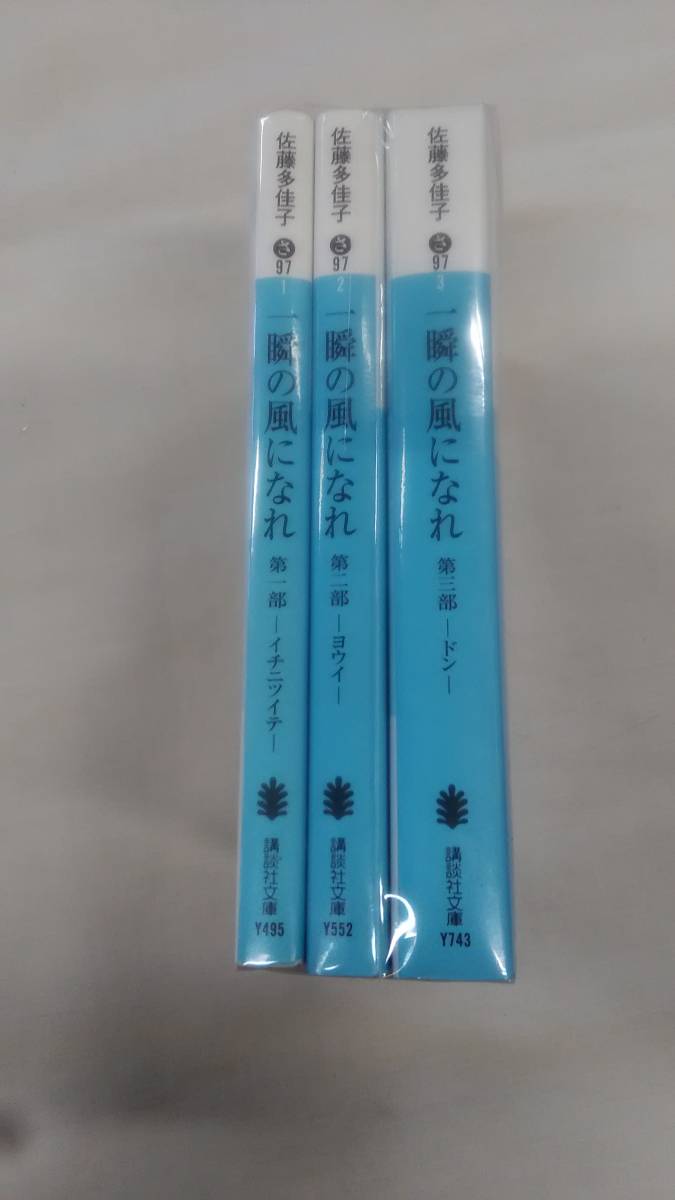 佐藤多佳子
さ
97
1
一瞬の風になれ
第一部
―イチニツイテ―
講談社文庫
Y495
佐藤多佳子
さ
97
2
一瞬の風になれ
第二部
―ヨウイ―
講談社文庫
Y552
佐藤多佳子
さ
97
3
一瞬の風になれ
第三部
―ドン―
講談社文庫
Y743